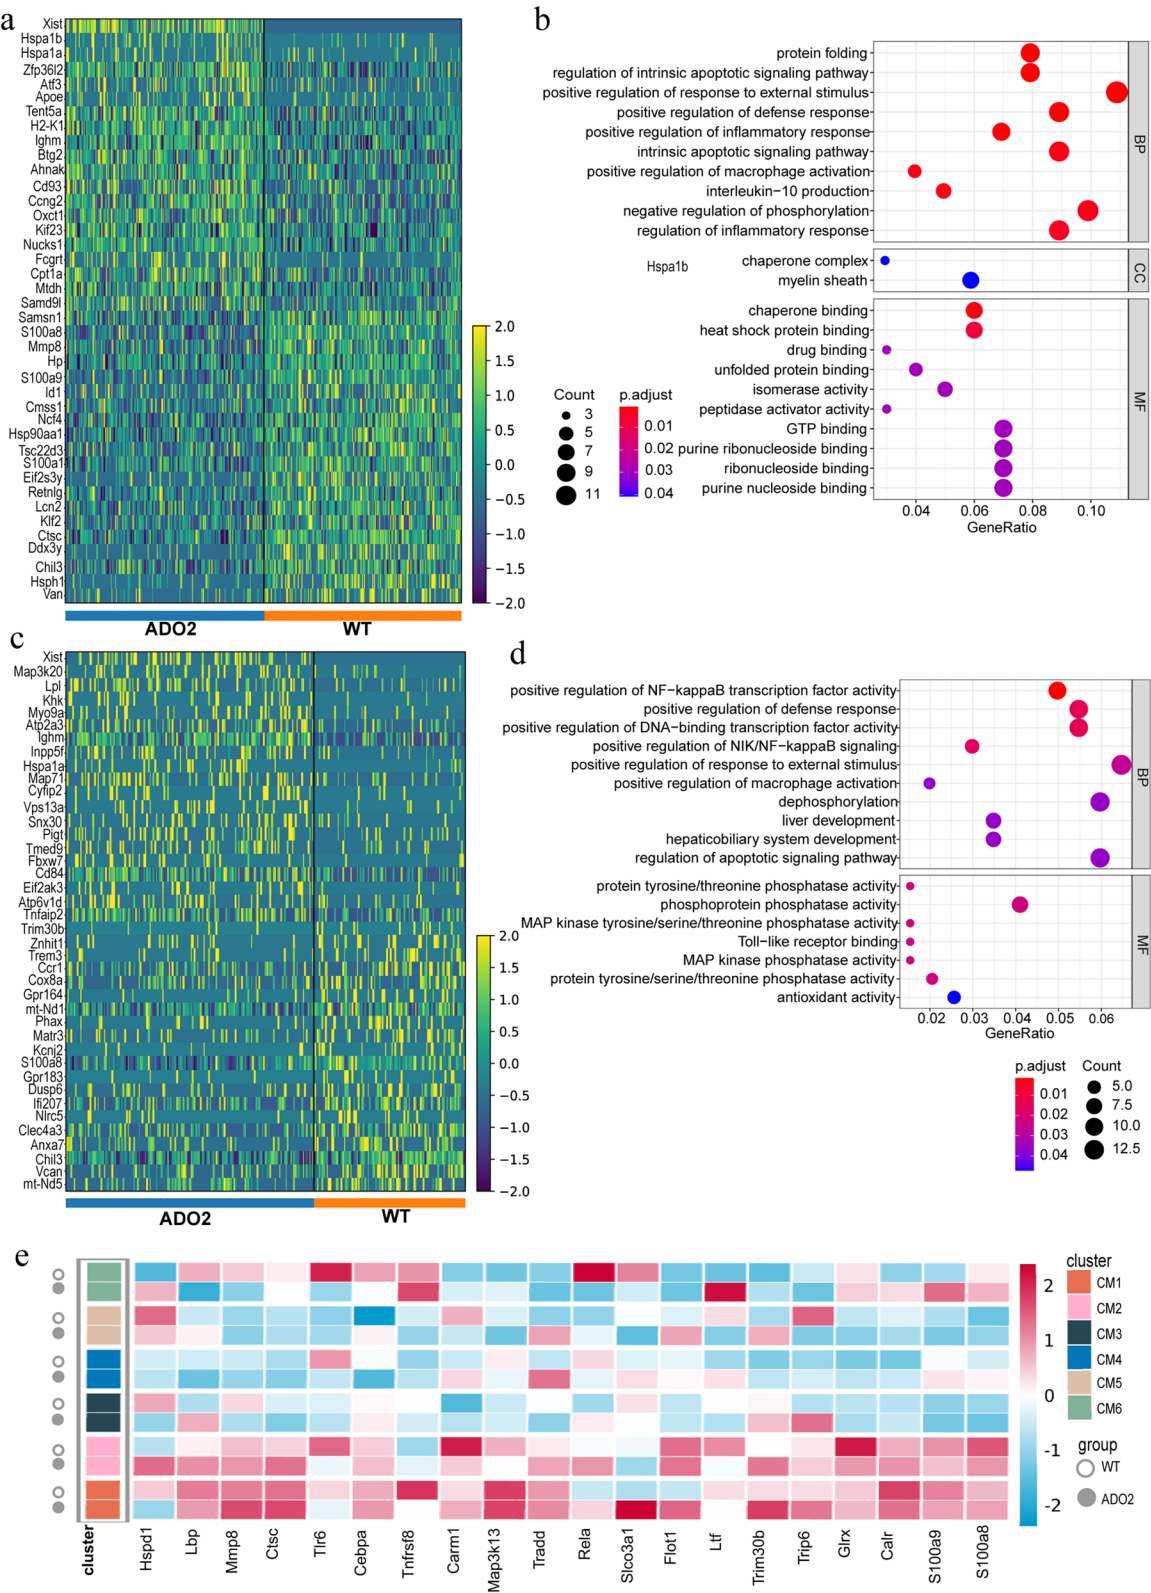 a
Xist
Hspa1b
Hspa1a
Zfp36l2
Atf3
Apoe
Tent5a
H2-K1
Ighm
Btg2
Ahnak
Cd93
Ccng2
Oxct1
Kif23
Nucks1
Fcgrt
Cpt1a
Mtdh
Samd9l
Samsn1
S100a8
Mmp8
Hp
S100a9
Id1
Cmss1
Ncf4
Hsp90aa1
Tsc22d3
S100a1
Eif2s3y
Retnlg
Lcn2
Klf2
Ctsc
Ddx3y
Chil3
Hsph1
Van
2.0
1.5
1.0
0.5
0.0
−0.5
−1.0
−1.5
−2.0
ADO2 WT
b
protein folding
regulation of intrinsic apoptotic signaling pathway
positive regulation of response to external stimulus
positive regulation of defense response
positive regulation of inflammatory response
intrinsic apoptotic signaling pathway
positive regulation of macrophage activation
interleukin−10 production
negative regulation of phosphorylation
regulation of inflammatory response
BP
Hspa1b
chaperone complex
myelin sheath
CC
chaperone binding
heat shock protein binding
drug binding
unfolded protein binding
isomerase activity
peptidase activator activity
GTP binding
purine ribonucleoside binding
ribonucleoside binding
purine nucleoside binding
MF
0.04 0.06 0.08 0.10
GeneRatio
Count
3
5
7
9
11
p.adjust
0.01
0.02
0.03
0.04
c
Xist
Map3k20
Lpl
Khk
Myo9a
Atp2a3
Ighm
Inpp5f
Hspa1a
Map71
Cyfip2
Vps13a
Snx30
Pigt
Tmed9
Fbxw7
Cd84
Eif2ak3
Atp6v1d
Tnfaip2
Trim30b
Znhit1
Trem3
Ccr1
Cox8a
Gpr164
mt-Nd1
Phax
Matr3
Kcnj2
S100a8
Gpr183
Dusp6
Ifi207
Nlrc5
Clec4a3
Anxa7
Chil3
Vcan
mt-Nd5
2.0
1.5
1.0
0.5
0.0
−0.5
−1.0
−1.5
−2.0
ADO2 WT
d
positive regulation of NF−kappaB transcription factor activity
positive regulation of defense response
positive regulation of DNA−binding transcription factor activity
positive regulation of NIK/NF−kappaB signaling
positive regulation of response to external stimulus
positive regulation of macrophage activation
dephosphorylation
liver development
hepaticobiliary system development
regulation of apoptotic signaling pathway
BP
protein tyrosine/threonine phosphatase activity
phosphoprotein phosphatase activity
MAP kinase tyrosine/serine/threonine phosphatase activity
Toll−like receptor binding
MAP kinase phosphatase activity
protein tyrosine/serine/threonine phosphatase activity
antioxidant activity
MF
0.02 0.03 0.04 0.05 0.06
GeneRatio
p.adjust
0.01
0.02
0.03
0.04
Count
5.0
7.5
10.0
12.5
e
cluster
Hspd1
Lbp
Mmp8
Ctsc
Tlr6
Cebpa
Tnfrsf8
Carm1
Map3k13
Tradd
Rela
Slco3a1
Flot1
Ltf
Trim30b
Trip6
Glrx
Calr
S100a9
S100a8
2
1
0
-1
-2
cluster
CM1
CM2
CM3
CM4
CM5
CM6
group
WT
ADO2